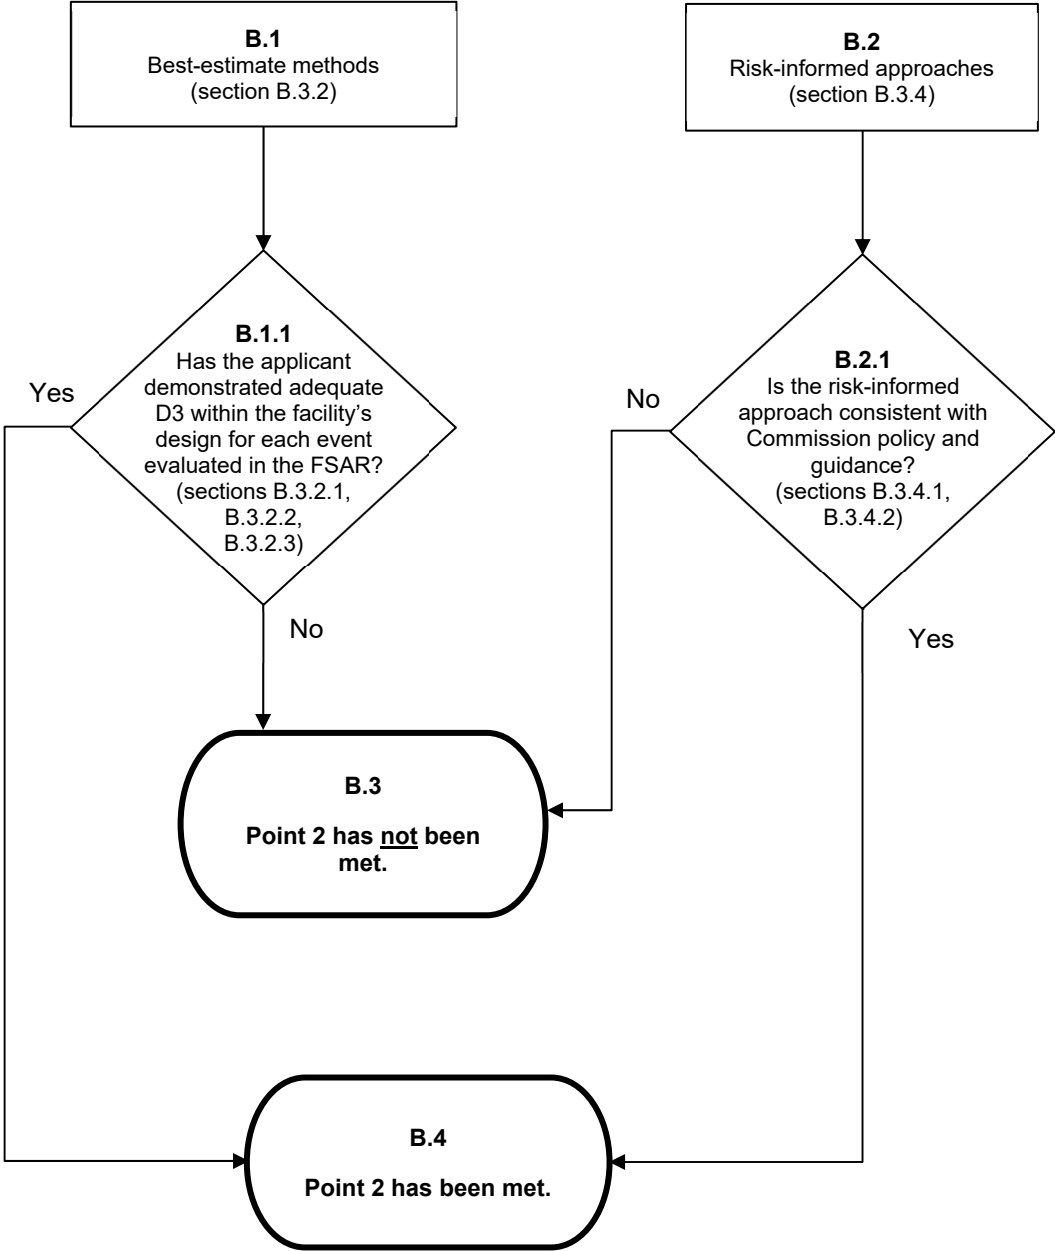 B.1
Best-estimate methods
(section B.3.2)
B.2
Risk-informed approaches
(section B.3.4)
B.1.1
Has the applicant
demonstrated adequate
D3 within the facility’s
design for each event
evaluated in the FSAR?
(sections B.3.2.1,
B.3.2.2,
B.3.2.3)
Yes
No
B.2.1
Is the risk-informed
approach consistent with
Commission policy and
guidance?
(sections B.3.4.1,
B.3.4.2)
No
Yes
B.3
Point 2 has not been
met.
B.4
Point 2 has been met.